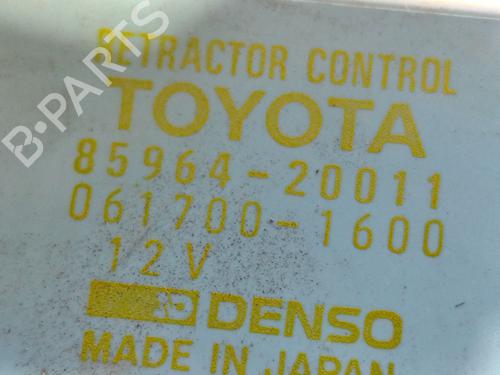 RETRACTOR CONTROL
TOYOTA
85964-20011
061700-1600
12V
DENSO
MADE IN JAPAN
B-PARTS